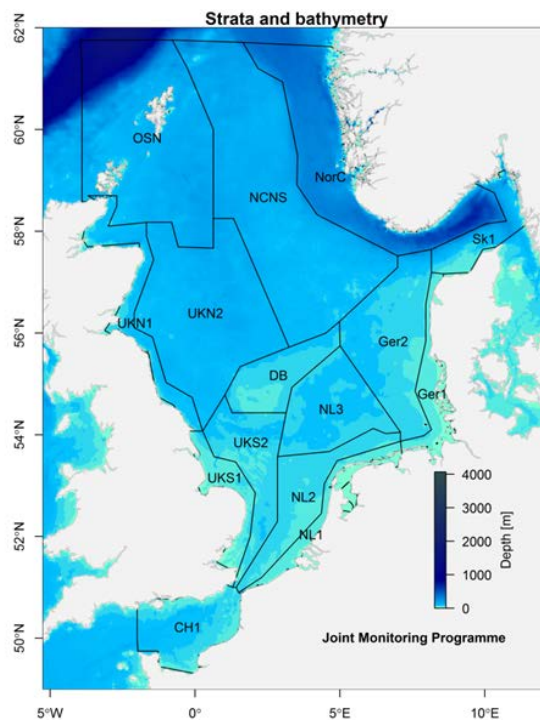 Strata and bathymetry
62°N
60°N
58°N
56°N
54°N
52°N
50°N
OSN
NorC
NCNS
Sk1
UKN1
UKN2
Ger2
DB
Ger1
NL3
UKS2
UKS1
NL2
NL1
CH1
4000
3000
2000
1000
0
Depth [m]
Joint Monitoring Programme
5°W
0°
5°E
10°E